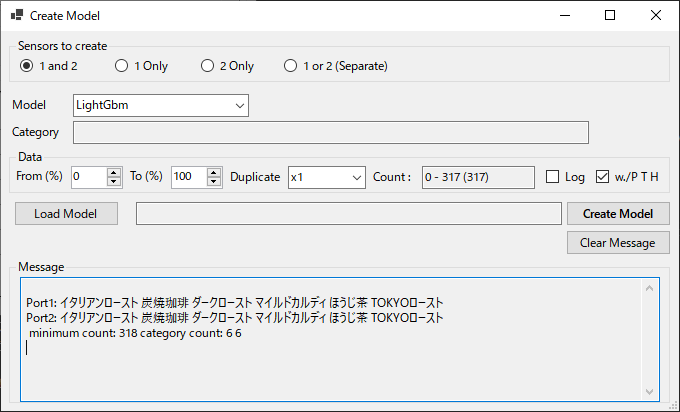 Create Model
Sensors to create
1 and 2 1 Only 2 Only 1 or 2 (Separate)
Model LightGbm
Category
Data
From (%) 0 To (%) 100 Duplicate x1 Count : 0 - 317 (317) Log w./P T H
Load Model Create Model
Clear Message
Message
Port1: イタリアンロースト 炭焼珈琲 ダークロースト マイルドカルディ ほうじ茶 TOKYOロースト
Port2: イタリアンロースト 炭焼珈琲 ダークロースト マイルドカルディ ほうじ茶 TOKYOロースト
minimum count: 318 category count: 6 6